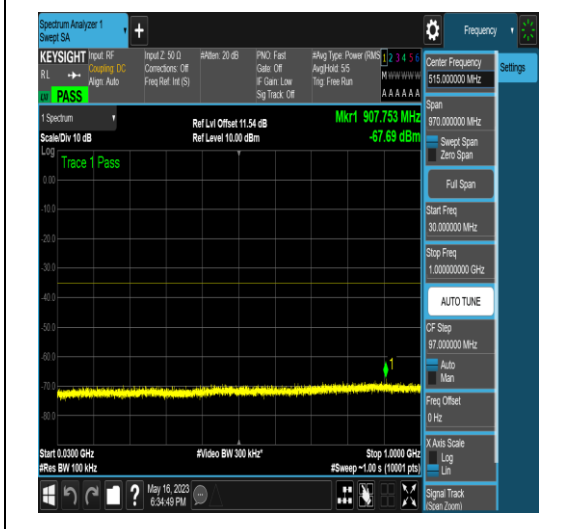 Spectrum Analyzer 1
Swept SA
+
Frequency
KEYSIGHT
RL
PASS
Input: RF
Coupling: DC
Align: Auto
Input Z: 50 Ω
Corrections: Off
Freq Ref: Int (S)
#Atten: 20 dB
PNO: Fast
Gate: Off
IF Gain: Low
Sig Track: Off
#Avg Type: Power (RMS
Avg|Hold: 5/5
Trig: Free Run
1 2 3 4 5 6
M W W W W W
A A A A A A
Settings
1 Spectrum
Scale/Div 10 dB
Log
Ref Lvl Offset 11.54 dB
Ref Level 10.00 dBm
Mkr1 907.753 MHz
-67.69 dBm
Trace 1 Pass
0.00
-10.0
-20.0
-30.0
-40.0
-50.0
-60.0
-70.0
-80.0
1
Start 0.0300 GHz
#Res BW 100 kHz
#Video BW 300 kHz*
Stop 1.0000 GHz
#Sweep ~1.00 s (10001 pts)
?
May 16, 2023
6:34:49 PM
Center Frequency
515.000000 MHz
Span
970.000000 MHz
Swept Span
Zero Span
Full Span
Start Freq
30.000000 MHz
Stop Freq
1.000000000 GHz
AUTO TUNE
CF Step
97.000000 MHz
Auto
Man
Freq Offset
0 Hz
X Axis Scale
Log
Lin
Signal Track
(Span Zoom)